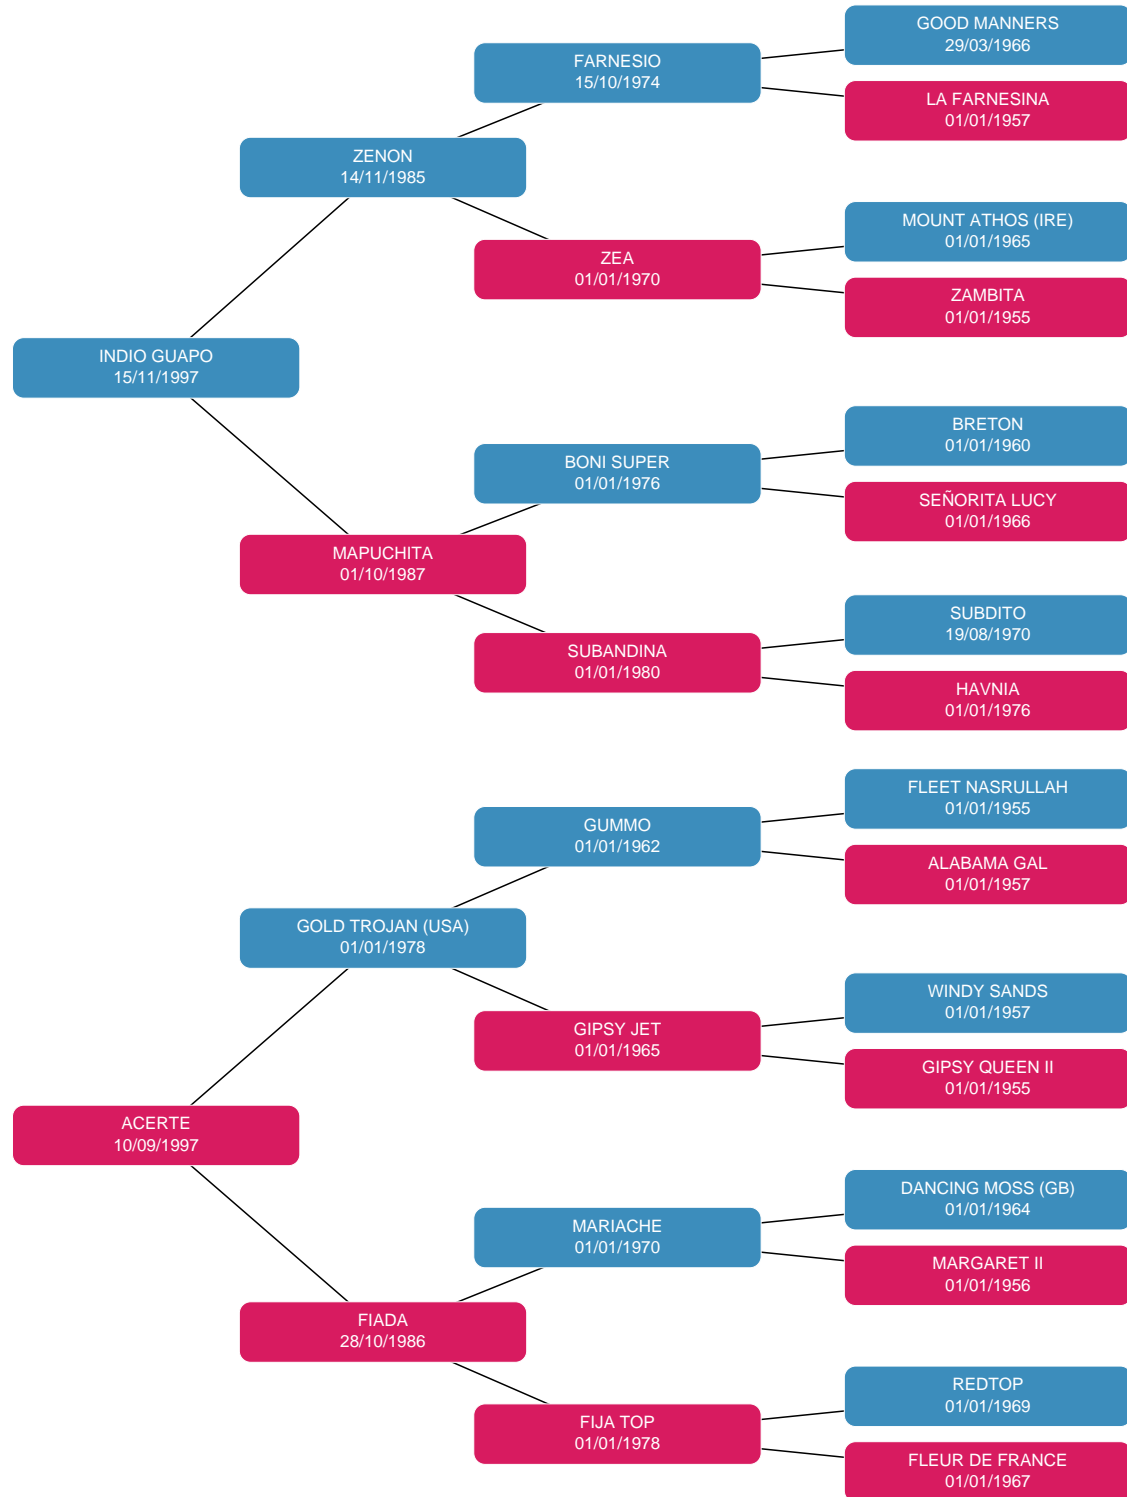 GOOD MANNERS
29/03/1966
FARNESIO
15/10/1974
LA FARNESINA
01/01/1957
ZENON
14/11/1985
MOUNT ATHOS (IRE)
01/01/1965
ZEA
01/01/1970
ZAMBITA
01/01/1955
INDIO GUAPO
15/11/1997
BRETON
01/01/1960
BONI SUPER
01/01/1976
SEÑORITA LUCY
01/01/1966
MAPUCHITA
01/10/1987
SUBDITO
19/08/1970
SUBANDINA
01/01/1980
HAVNIA
01/01/1976
FLEET NASRULLAH
01/01/1955
GUMMO
01/01/1962
ALABAMA GAL
01/01/1957
GOLD TROJAN (USA)
01/01/1978
WINDY SANDS
01/01/1957
GIPSY JET
01/01/1965
GIPSY QUEEN II
01/01/1955
ACERTE
10/09/1997
DANCING MOSS (GB)
01/01/1964
MARIACHE
01/01/1970
MARGARET II
01/01/1956
FIADA
28/10/1986
REDTOP
01/01/1969
FIJA TOP
01/01/1978
FLEUR DE FRANCE
01/01/1967